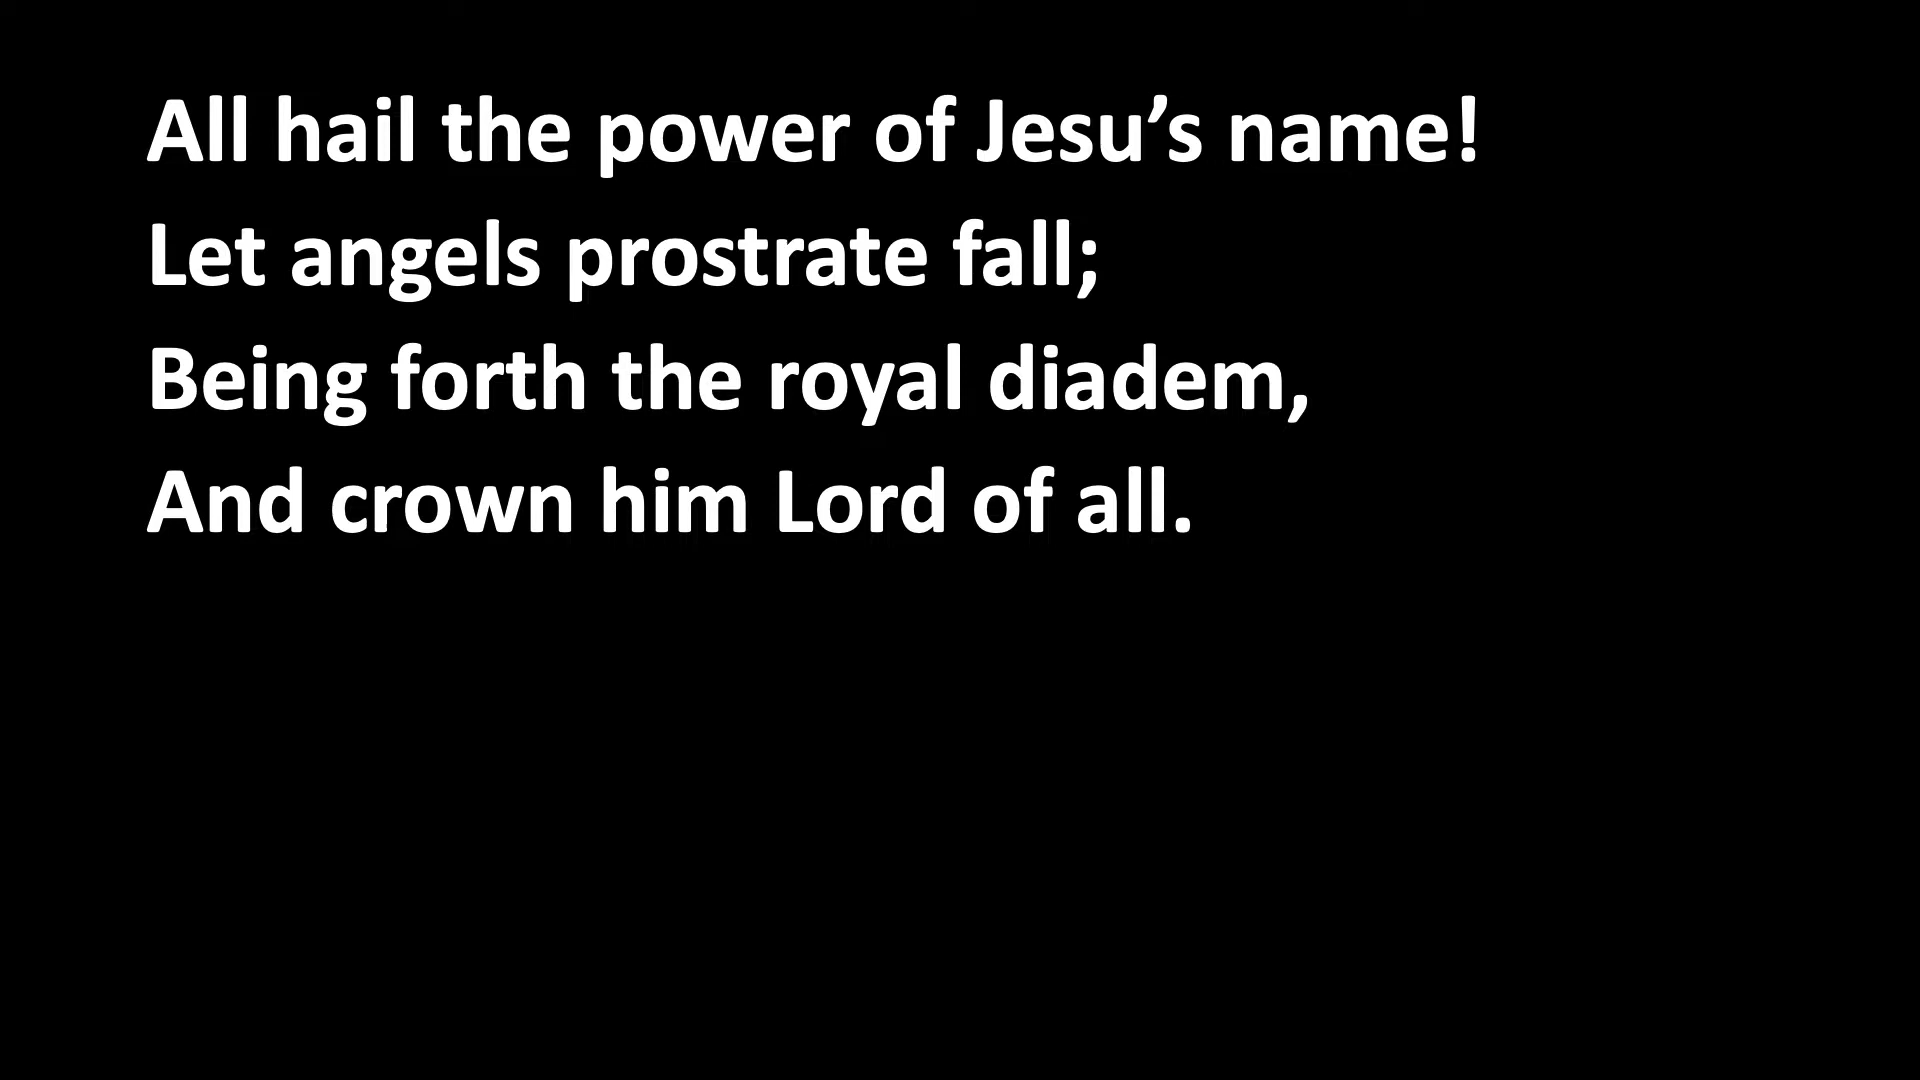 All hail the power of Jesu’s name!
Let angels prostrate fall;
Being forth the royal diadem,
And crown him Lord of all.